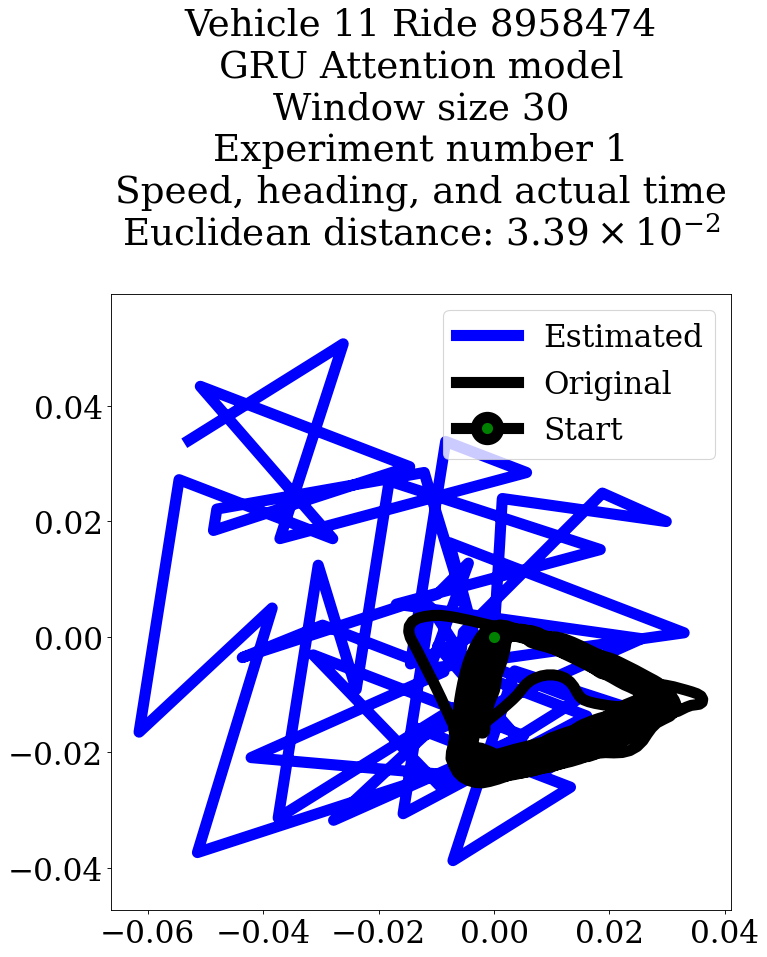 Vehicle 11 Ride 8958474
GRU Attention model
Window size 30
Experiment number 1
Speed, heading, and actual time
Euclidean distance: 3.39 × 10⁻²
Estimated
Original
Start
0.04
0.02
0.00
−0.02
−0.04
−0.06 −0.04 −0.02 0.00 0.02 0.04